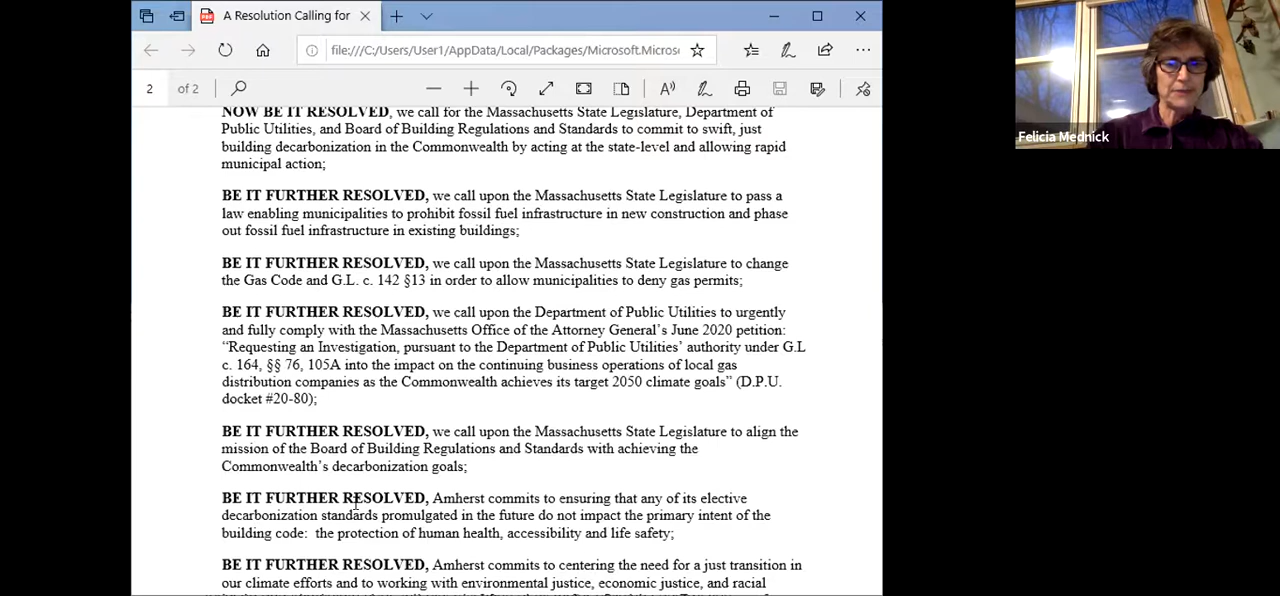 A Resolution Calling for
file:///C:/Users/User1/AppData/Local/Packages/Microsoft.Micros
2 of 2
NOW BE IT RESOLVED, we call for the Massachusetts State Legislature, Department of
Public Utilities, and Board of Building Regulations and Standards to commit to swift, just
building decarbonization in the Commonwealth by acting at the state-level and allowing rapid
municipal action;
BE IT FURTHER RESOLVED, we call upon the Massachusetts State Legislature to pass a
law enabling municipalities to prohibit fossil fuel infrastructure in new construction and phase
out fossil fuel infrastructure in existing buildings;
BE IT FURTHER RESOLVED, we call upon the Massachusetts State Legislature to change
the Gas Code and G.L. c. 142 §13 in order to allow municipalities to deny gas permits;
BE IT FURTHER RESOLVED, we call upon the Department of Public Utilities to urgently
and fully comply with the Massachusetts Office of the Attorney General's June 2020 petition:
“Requesting an Investigation, pursuant to the Department of Public Utilities’ authority under G.L
c. 164, §§ 76, 105A into the impact on the continuing business operations of local gas
distribution companies as the Commonwealth achieves its target 2050 climate goals” (D.P.U.
docket #20-80);
BE IT FURTHER RESOLVED, we call upon the Massachusetts State Legislature to align the
mission of the Board of Building Regulations and Standards with achieving the
Commonwealth’s decarbonization goals;
BE IT FURTHER RESOLVED, Amherst commits to ensuring that any of its elective
decarbonization standards promulgated in the future do not impact the primary intent of the
building code:  the protection of human health, accessibility and life safety;
BE IT FURTHER RESOLVED, Amherst commits to centering the need for a just transition in
our climate efforts and to working with environmental justice, economic justice, and racial
Felicia Mednick